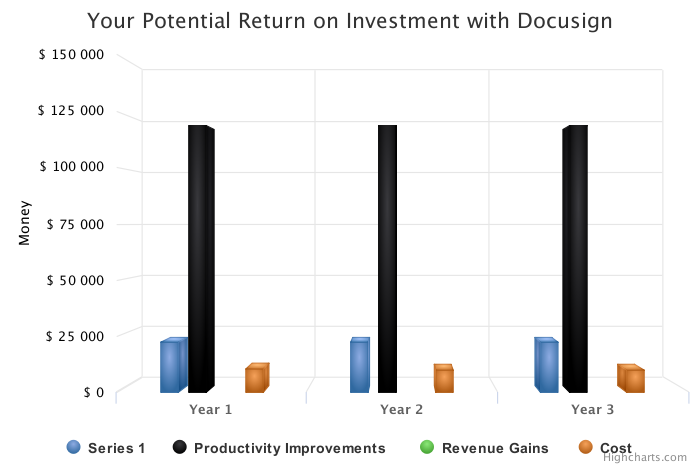 Your Potential Return on Investment with Docusign
$ 150 000
$ 125 000
$ 100 000
$ 75 000
$ 50 000
$ 25 000
$ 0
Money
Year 1 Year 2 Year 3
Series 1 Productivity Improvements Revenue Gains Cost
Highcharts.com